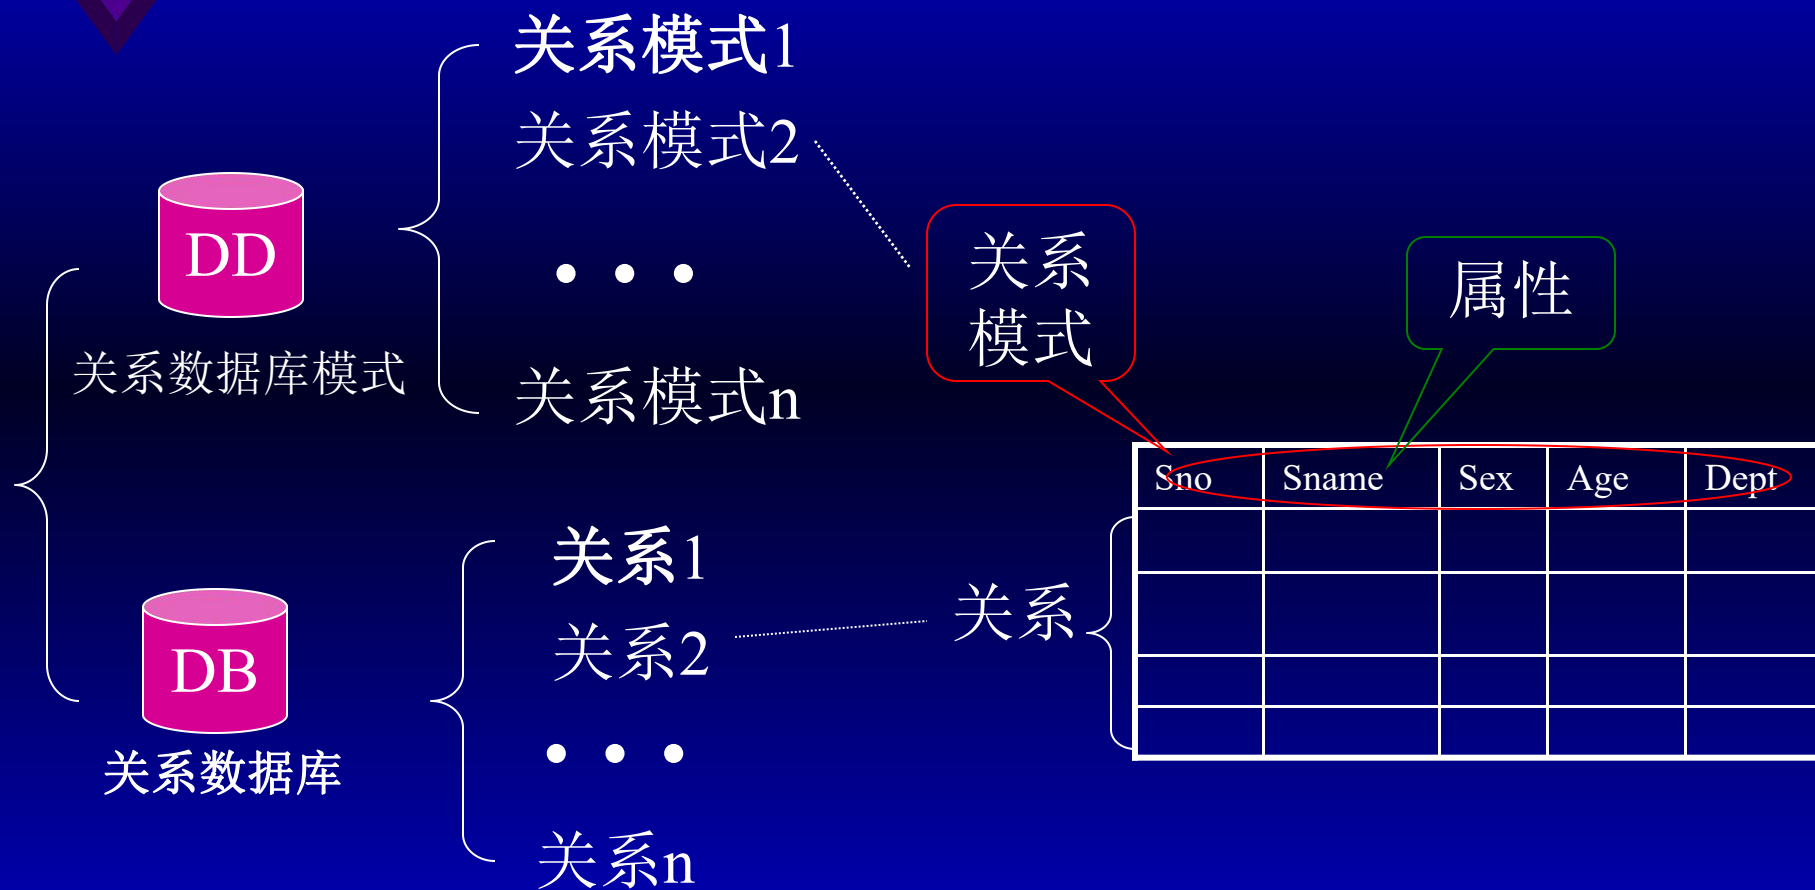 关系模式1
关系模式2
• • •
关系模式n
DD
关系数据库模式
关系
模式
属性
Sno Sname Sex Age Dept
关系1
关系2
• • •
关系n
关系
DB
关系数据库